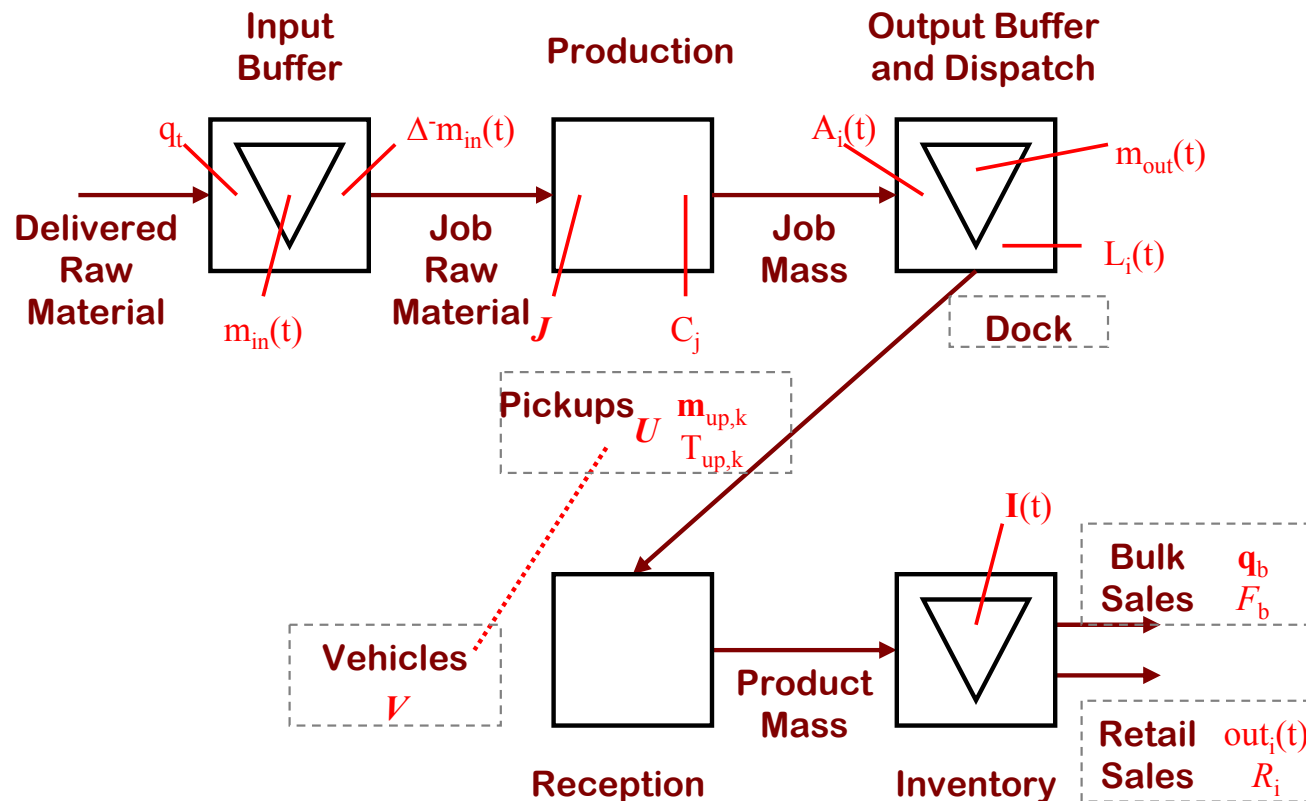 Input
Buffer
Production
Output Buffer
and Dispatch
qt
Δ-min(t)
Ai(t)
mout(t)
Delivered
Raw
Material
Job
Raw
Material
Job
Mass
Li(t)
min(t)
J
Cj
Dock
Pickups
U
mup,k
Tup,k
I(t)
Bulk
Sales
qb
Fb
Vehicles
V
Product
Mass
Retail
Sales
outi(t)
Ri
Reception
Inventory